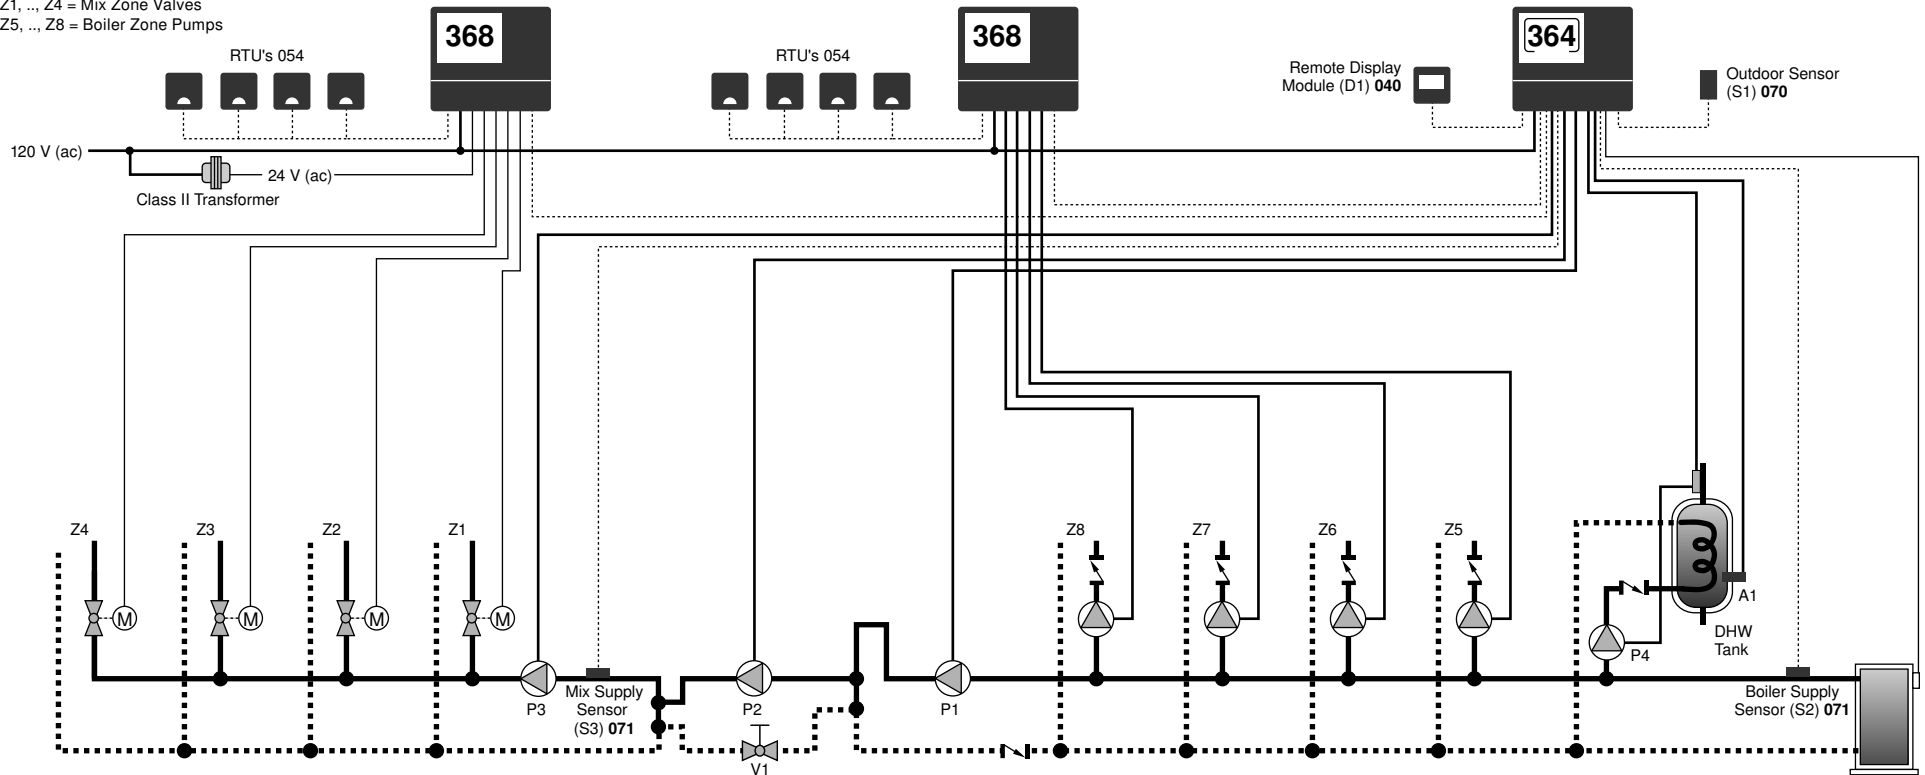 Z1, .., Z4 = Mix Zone Valves
Z5, .., Z8 = Boiler Zone Pumps
RTU's 054
368
RTU's 054
368
Remote Display
Module (D1) 040
364
Outdoor Sensor
(S1) 070
120 V (ac)
24 V (ac)
Class II Transformer
Z4
Z3
Z2
Z1
Z8
Z7
Z6
Z5
M
M
M
M
A1
DHW
Tank
P4
P3
Mix Supply
Sensor
(S3) 071
P2
V1
P1
Boiler Supply
Sensor (S2) 071